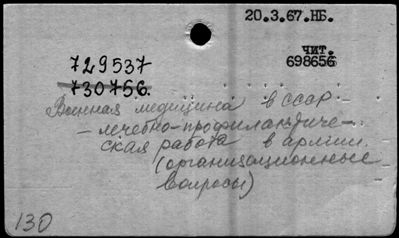 20.3.67.НБ.
чит.
698656
729537
730756.
Военная медицина в СССР –
– лечебно-профилактиче-
ская работа в армии.
(организационные
вопросы)
130